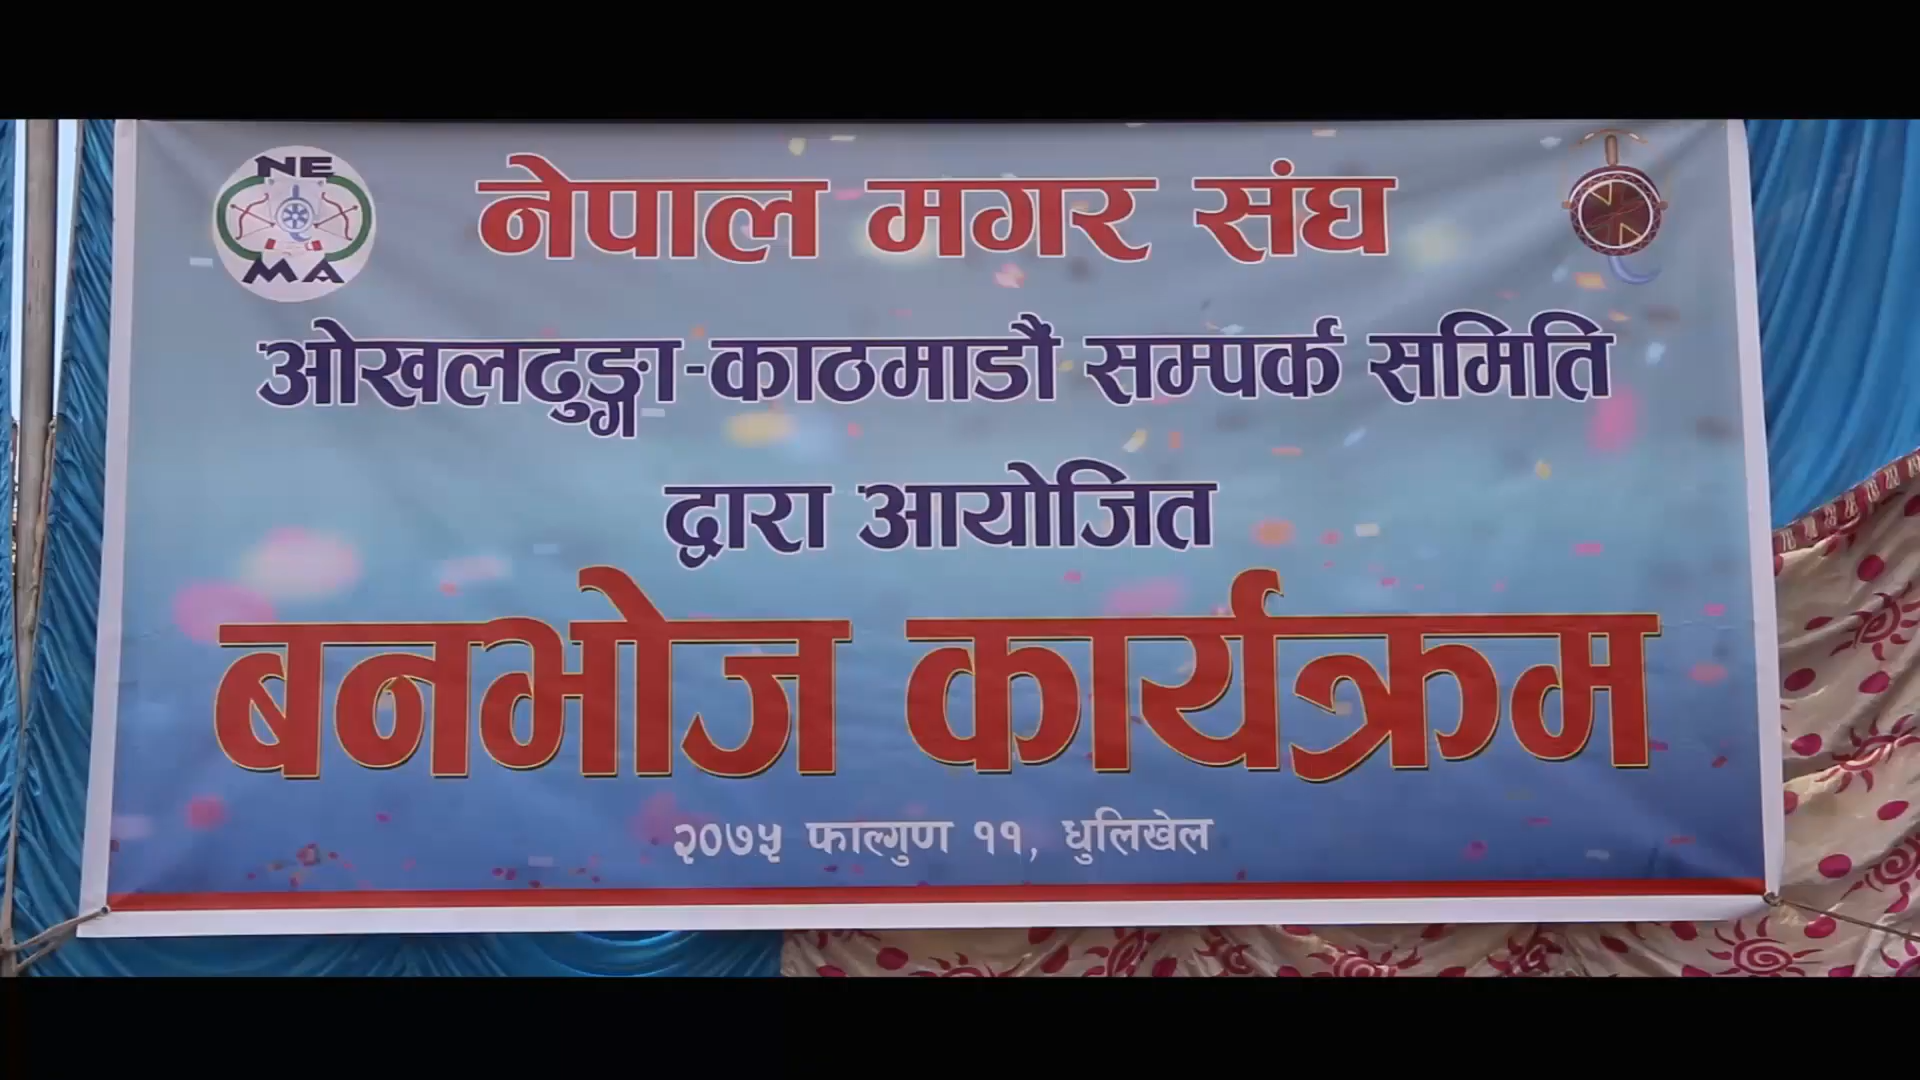 NE
MA
नेपाल मगर संघ
ओखलढुङ्गा-काठमाडौं सम्पर्क समिति
द्वारा आयोजित
बनभोज कार्यक्रम
२०७५ फाल्गुण ११, धुलिखेल